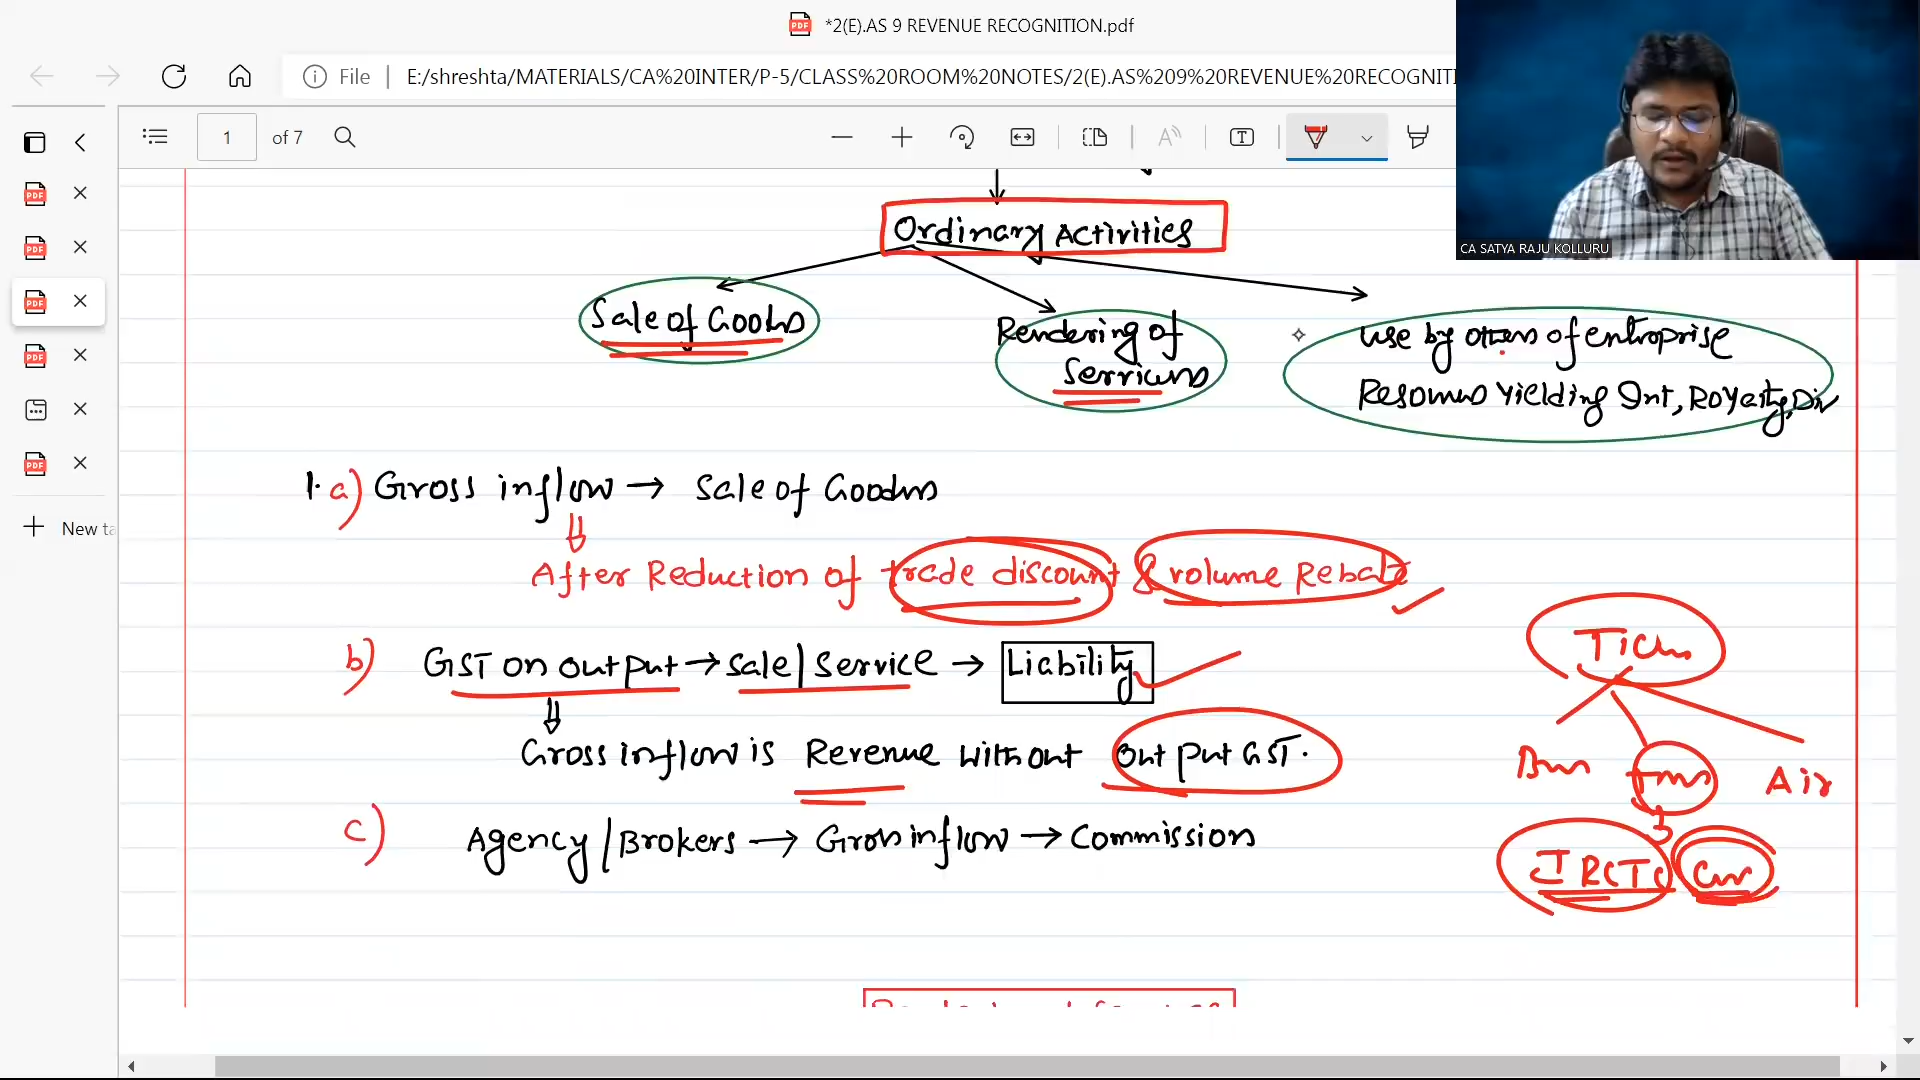 *2(E).AS 9 REVENUE RECOGNITION.pdf
File
E:/shreshta/MATERIALS/CA%20INTER/P-5/CLASS%20ROOM%20NOTES/2(E).AS%209%20REVENUE%20RECOGNITI
1 of 7
CA SATYA RAJU KOLLURU
New ta
Ordinary Activities
Sale of Goods
Rendering of
Services
use by others of enterprise
Resources Yielding Int, Royalty, Div
1. a) Gross inflow → Sale of Goods
After Reduction of trade discount & volume Rebate
b) GST on output → Sale / Service → Liability
Gross inflow is Revenue without output GST.
c) Agency / Brokers → Gross inflow → Commission
Bus
Air
IRCTC